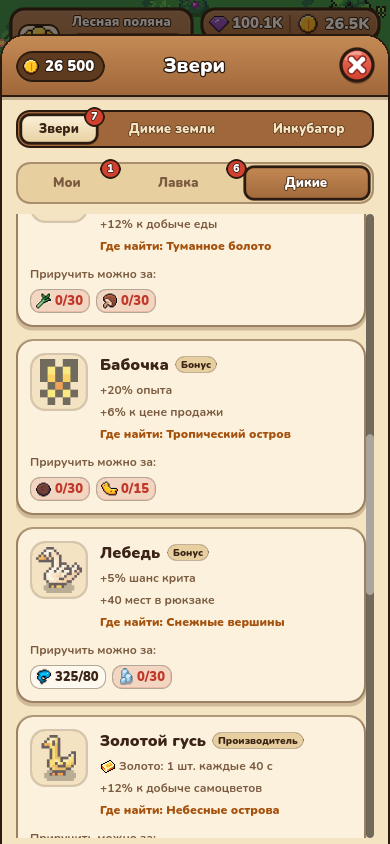 Лесная поляна
100.1K
26.5K
26 500
Звери
Звери
7
Дикие земли
Инкубатор
Мои
1
Лавка
6
Дикие
+12% к добыче еды
Где найти: Туманное болото
Приручить можно за:
0/30
0/30
Бабочка
Бонус
+20% опыта
+6% к цене продажи
Где найти: Тропический остров
Приручить можно за:
0/30
0/15
Лебедь
Бонус
+5% шанс крита
+40 мест в рюкзаке
Где найти: Снежные вершины
Приручить можно за:
325/80
0/30
Золотой гусь
Производитель
Золото: 1 шт. каждые 40 с
+12% к добыче самоцветов
Где найти: Небесные острова
Приручить можно за: